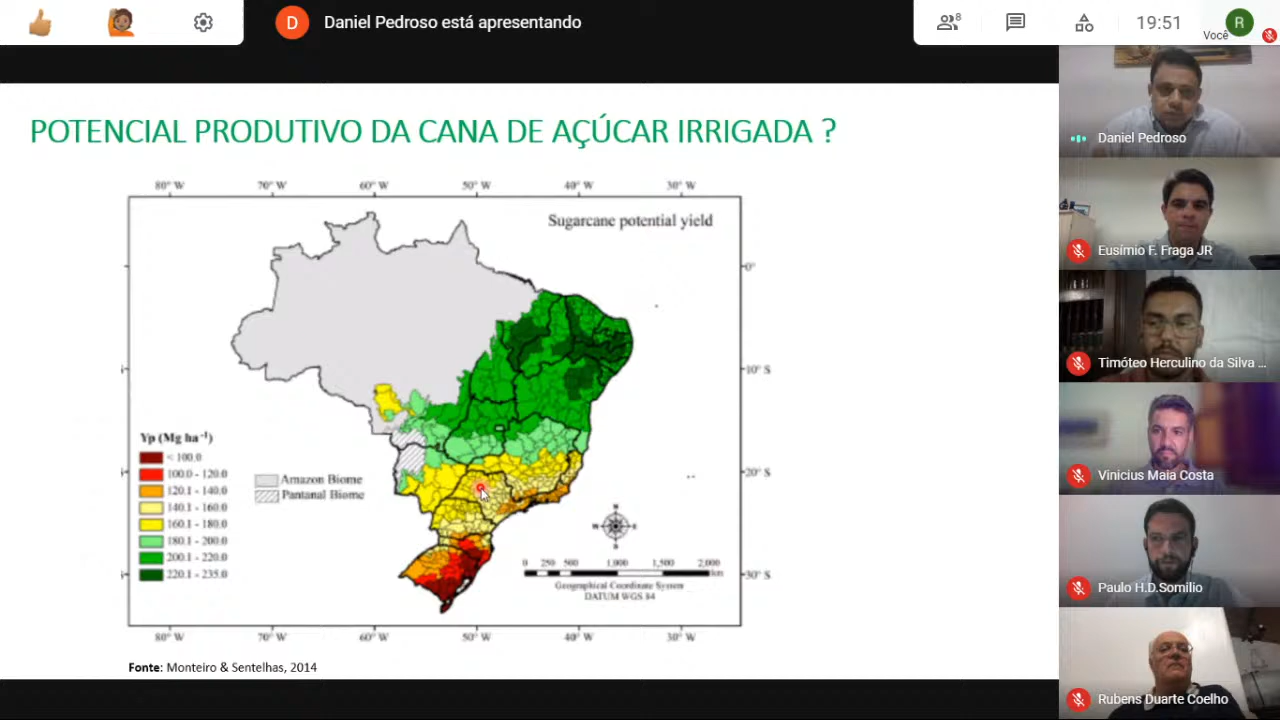 D
Daniel Pedroso está apresentando
8
19:51
Você
R
POTENCIAL PRODUTIVO DA CANA DE AÇÚCAR IRRIGADA ?
80° W 70° W 60° W 50° W 40° W 30° W
Sugarcane potential yield
0°
10° S
20° S
30° S
Yp (Mg ha⁻¹)
< 100.0
100.0 - 120.0
120.1 - 140.0
140.1 - 160.0
160.1 - 180.0
180.1 - 200.0
200.1 - 220.0
220.1 - 235.0
Amazon Biome
Pantanal Biome
N
W E
S
0 250 500 1,000 1,500 2,000
km
Geographical Coordinate System
DATUM WGS 84
80° W 70° W 60° W 50° W 40° W 30° W
Fonte: Monteiro & Sentelhas, 2014
Daniel Pedroso
Eusímio F. Fraga JR
Timóteo Herculino da Silva ...
Vinicius Maia Costa
Paulo H.D.Somilio
Rubens Duarte Coelho